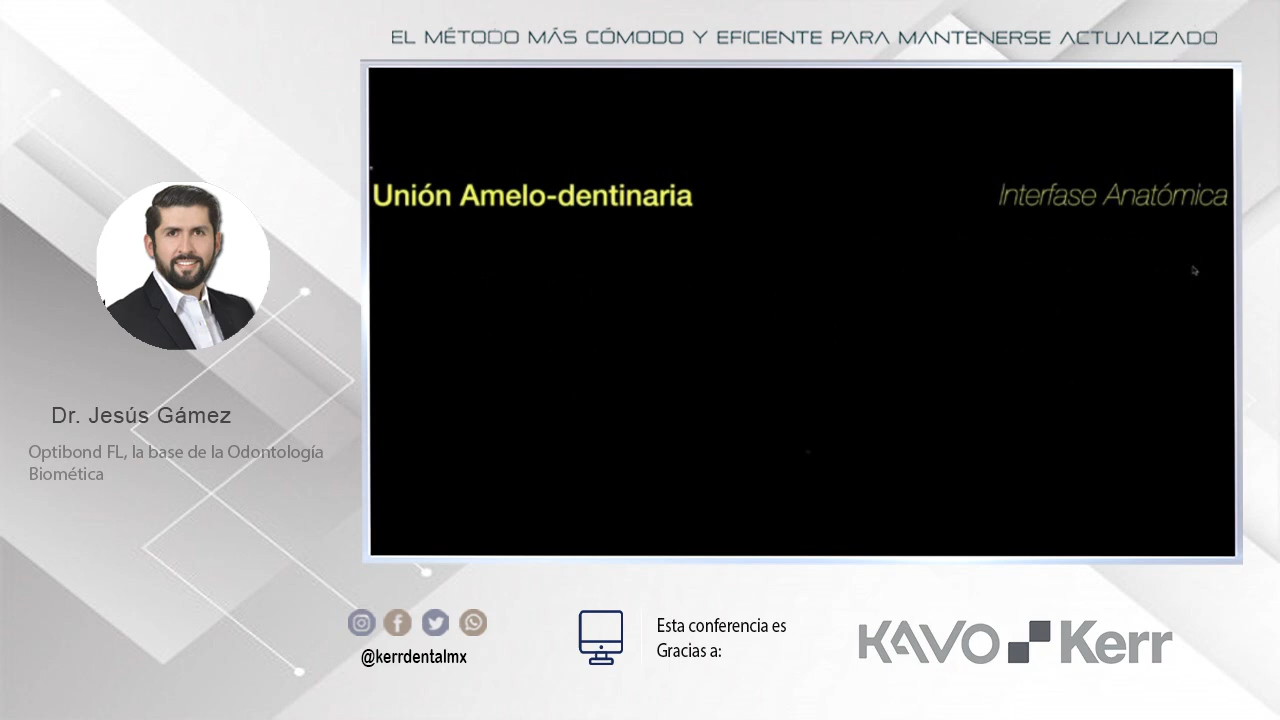 EL MÉTODO MÁS CÓMODO Y EFICIENTE PARA MANTENERSE ACTUALIZADO
Unión Amelo-dentinaria
Interfase Anatómica
Dr. Jesús Gámez
Optibond FL, la base de la Odontología
Biomética
@kerrdentalmx
Esta conferencia es
Gracias a:
KAVO Kerr